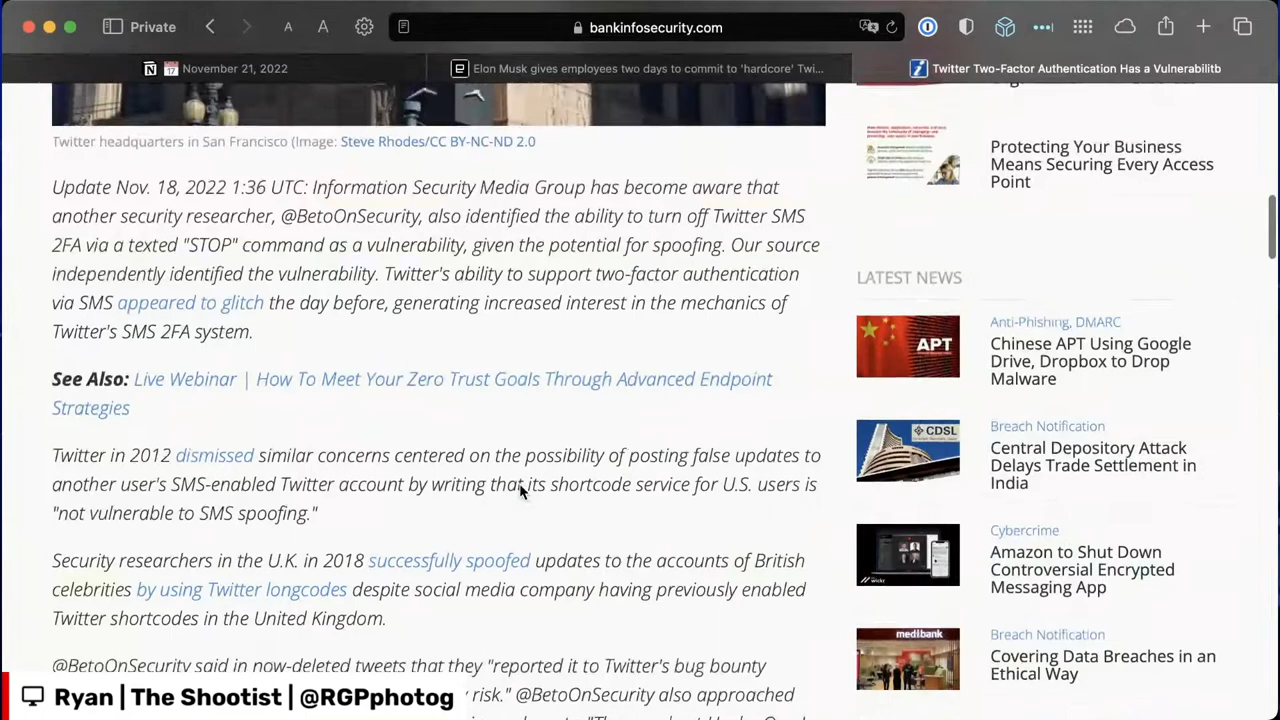 Private
A
A
bankinfosecurity.com
November 21, 2022
Elon Musk gives employees two days to commit to 'hardcore' Twi...
Twitter Two-Factor Authentication Has a Vulnerabilitb
Image: Steve Rhodes/CC BY-NC
2.0
Update Nov.
1:36 UTC: Information Security Media Group has become aware that
another security researcher, @BetoOnSecurity, also identified the ability to turn off Twitter SMS
2FA via a texted "STOP" command as a vulnerability, given the potential for spoofing. Our source
independently identified the vulnerability. Twitter's ability to support two-factor authentication
via SMS appeared to glitch the day before, generating increased interest in the mechanics of
Twitter's SMS 2FA system.
See Also: Live Webinar | How To Meet Your Zero Trust Goals Through Advanced Endpoint
Strategies
Twitter in 2012 dismissed similar concerns centered on the possibility of posting false updates to
another user's SMS-enabled Twitter account by writing that its shortcode service for U.S. users is
"not vulnerable to SMS spoofing."
Security researchers in the U.K. in 2018 successfully spoofed updates to the accounts of British
celebrities by using Twitter longcodes despite social media company having previously enabled
Twitter shortcodes in the United Kingdom.
@BetoOnSecurity said in now-deleted tweets that they "reported it to Twitter's bug bounty
risk." @BetoOnSecurity also approached
Protecting Your Business
Means Securing Every Access
Point
LATEST NEWS
APT
Anti-Phishing, DMARC
Chinese APT Using Google
Drive, Dropbox to Drop
Malware
CDSL
Breach Notification
Central Depository Attack
Delays Trade Settlement in
India
Cybercrime
Amazon to Shut Down
Controversial Encrypted
Messaging App
Wickr
medibank
Breach Notification
Covering Data Breaches in an
Ethical Way
Ryan | The Shootist | @RGPphotog